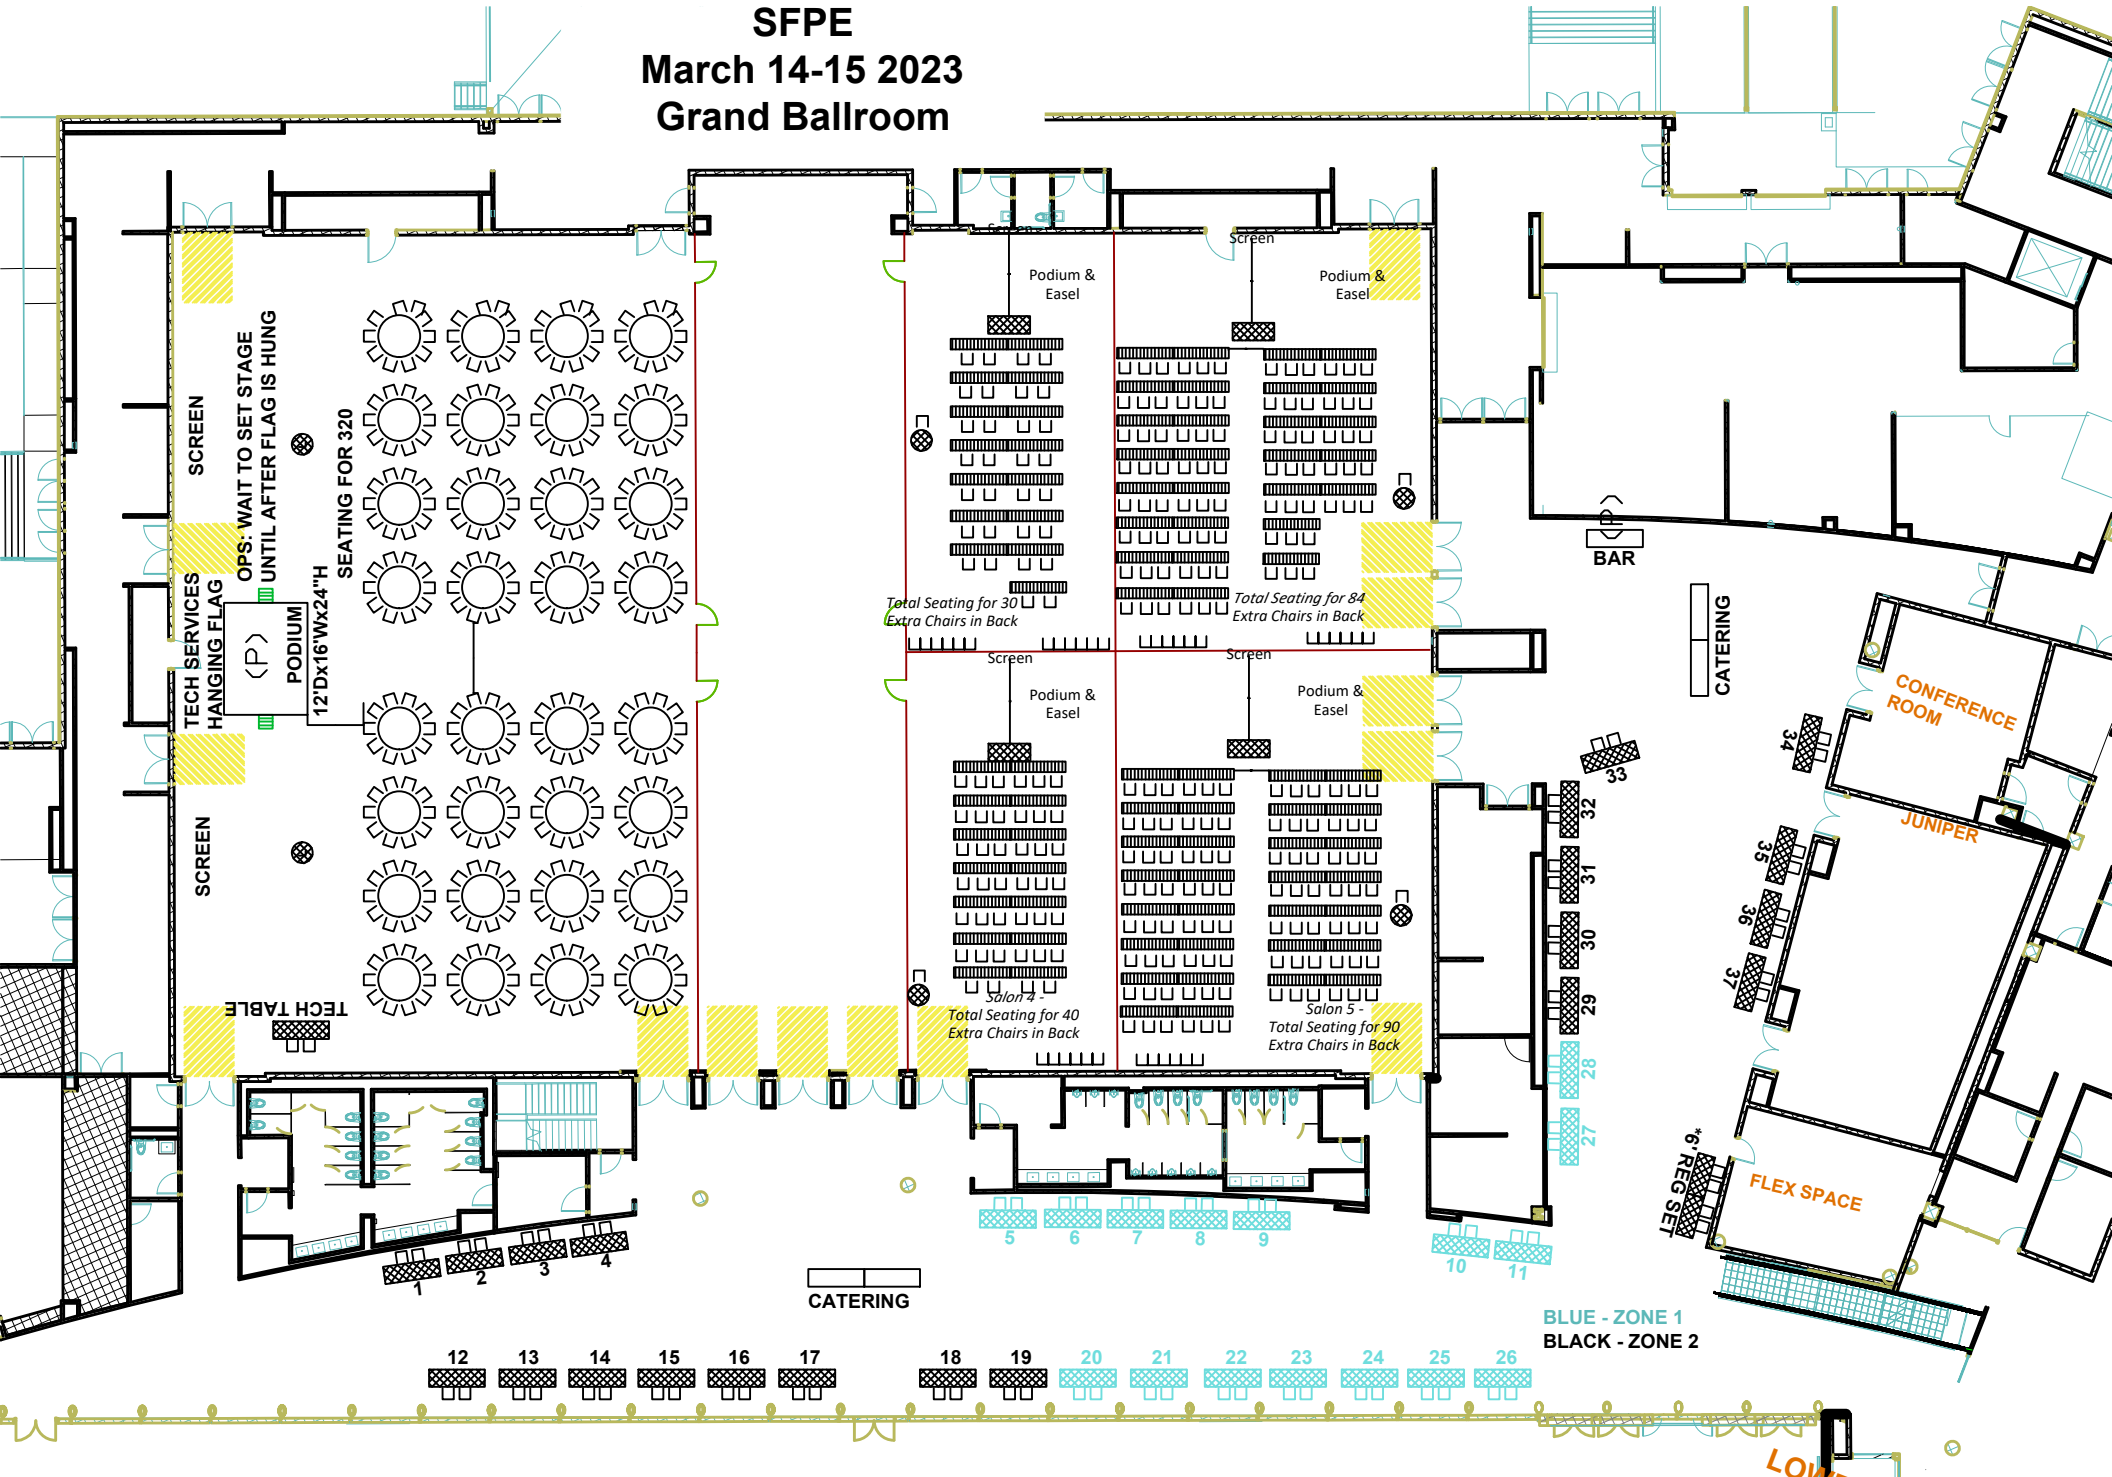 SFPE
March 14-15 2023
Grand Ballroom
Screen
Screen
Podium &
Easel
Podium &
Easel
SCREEN
OPS: WAIT TO SET STAGE
UNTIL AFTER FLAG IS HUNG
SEATING FOR 320
TECH SERVICES
HANGING FLAG
(P)
PODIUM
12'Dx16'Wx24"H
SCREEN
TECH TABLE
Total Seating for 30
Extra Chairs in Back
Total Seating for 84
Extra Chairs in Back
Screen
Screen
Podium &
Easel
Podium &
Easel
Salon 4 -
Total Seating for 40
Extra Chairs in Back
Salon 5 -
Total Seating for 90
Extra Chairs in Back
BAR
CATERING
CONFERENCE
ROOM
JUNIPER
FLEX SPACE
*6' REG SET
34
33
32
31
30
29
28
27
35
36
37
1
2
3
4
5
6
7
8
9
10
11
CATERING
BLUE - ZONE 1
BLACK - ZONE 2
12
13
14
15
16
17
18
19
20
21
22
23
24
25
26